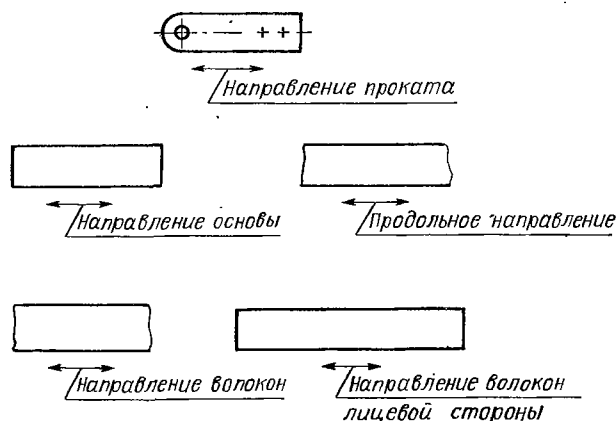 Направление проката
Направление основы
Продольное направление
Направление волокон
Направление волокон
лицевой стороны